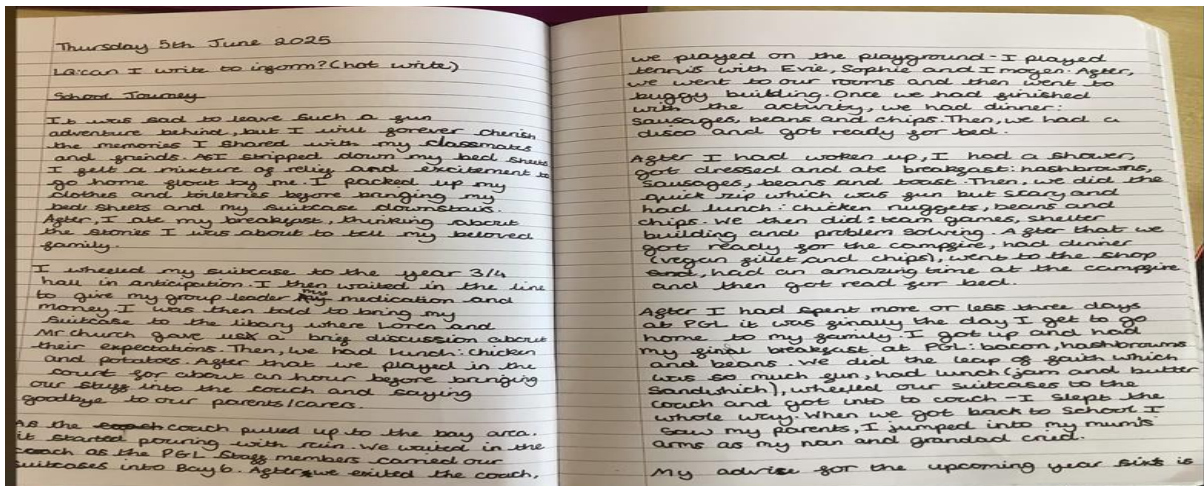 Thursday 5th June 2025
LQ: can I write to inform? (hot write)
School Journey
It was sad to leave such a fun
adventure behind, but I will forever cherish
the memories I shared with my classmates
and friends. As I stripped down my bed sheets
I felt a mixture of relief and excitement to
go home float by me. I packed up my
clothes and toiletries before bringing my
bed sheets and my suitcase downstairs.
After, I ate my breakfast, thinking about
the stories I was about to tell my beloved
family.
I wheeled my suitcase to the year 3/4
hall in anticipation. I then waited in the line
to give my group leader my medication and
money. I was then told to bring my
suitcase to the libary where Loren and
Mr church gave us a brief discussion about
their expectations. Then, we had lunch: chicken
and potatoes. After that we played in the
court for about an hour before bringing
our stuff into the coach and saying
goodbye to our parents/carers.
As the coach pulled up to the bay area.
it started pouring with rain. We waited in the
coach as the PGL staff members carried our
suitcases into Bay 6. After we exited the coach,
we played on the playground - I played
tennis with Evie, Sophie and Imogen. After,
we went to our rooms and then went to
buggy building. Once we had finished
with the activity, we had dinner:
sausages, beans and chips. Then, we had a
disco and got ready for bed.
After I had woken up, I had a shower,
got dressed and ate breakfast: hashbrowns,
sausages, beans and toast. Then, we did the
quick zip which was fun but scary and
had lunch: chicken nuggets, beans and
chips. We then did: team games, shelter
building and problem solving. After that we
got ready for the campfire, had dinner
(vegan fillet and chips), went to the shop
and, had an amazing time at the campfire
and then got read for bed.
After I had spent more or less three days
at PGL it was finally the day I get to go
home to my family. I got up and had
my final breakfast at PGL: bacon, hashbrowns
and beans. We did the leap of faith which
was so much fun, had lunch (jam and butter
Sandwhich), wheeled our suitcases to the
coach and got into to coach - I slept the
whole way. When we got back to school I
saw my parents, I jumped into my mum's
arms as my nan and grandad cried.
My advise for the upcoming year sixs is